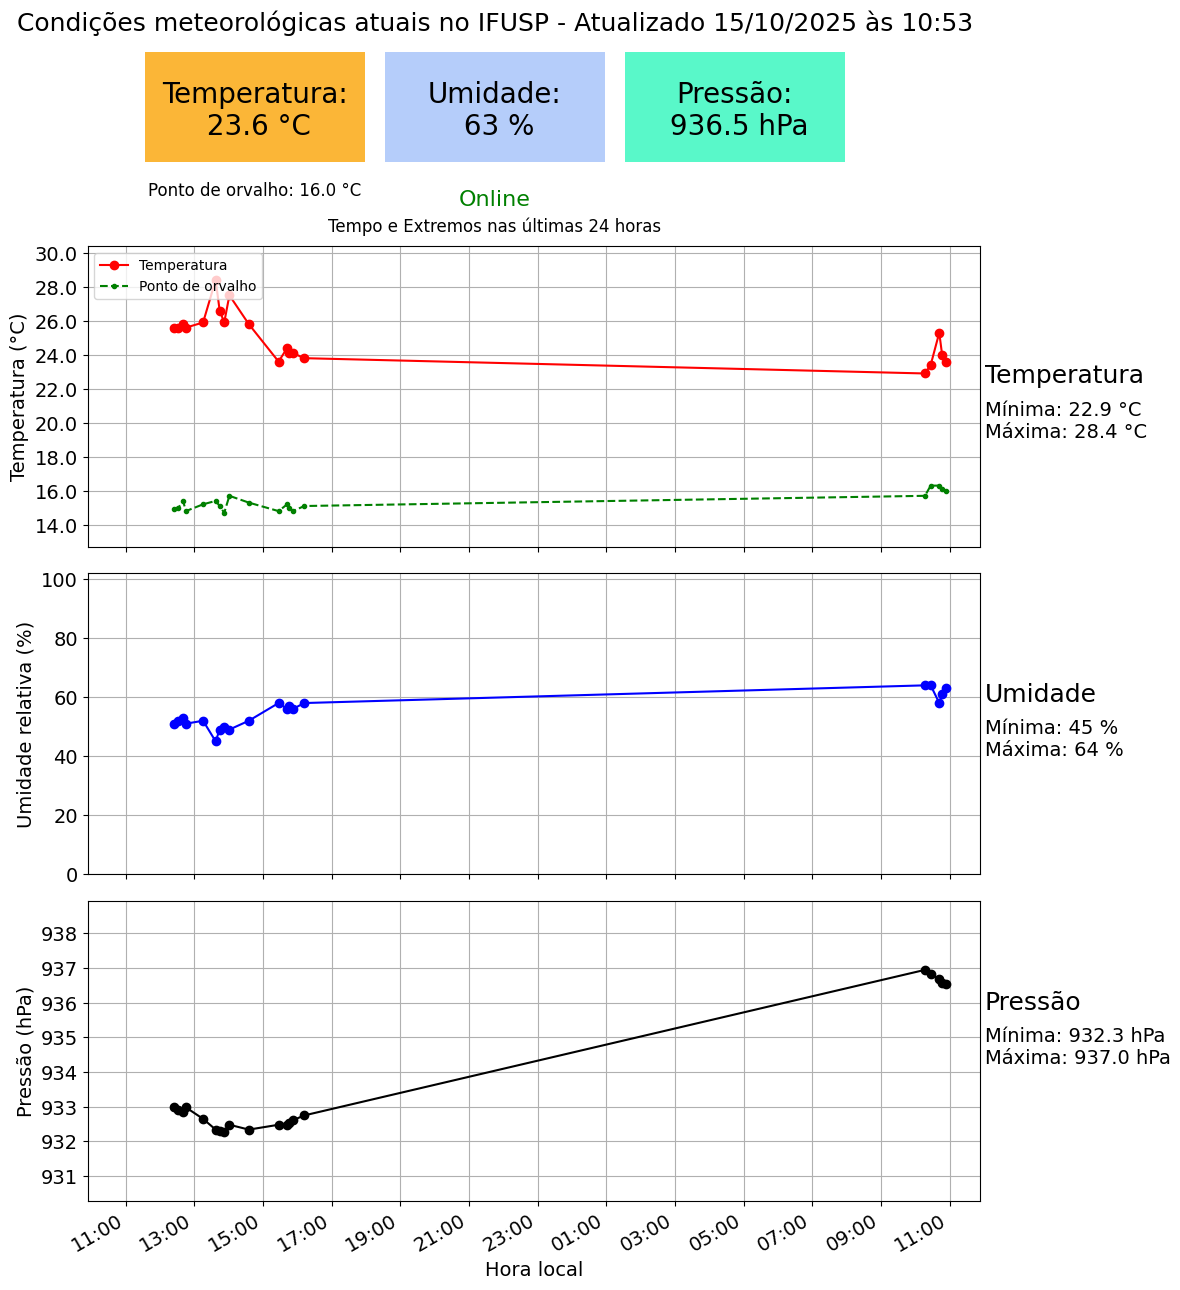 Condições meteorológicas atuais no IFUSP - Atualizado 15/10/2025 às 10:53
Temperatura:
23.6 °C
Umidade:
63 %
Pressão:
936.5 hPa
Ponto de orvalho: 16.0 °C
Online
Tempo e Extremos nas últimas 24 horas
Temperatura
Ponto de orvalho
Temperatura (°C)
30.0
28.0
26.0
24.0
22.0
20.0
18.0
16.0
14.0
Temperatura
Mínima: 22.9 °C
Máxima: 28.4 °C
Umidade relativa (%)
100
80
60
40
20
0
Umidade
Mínima: 45 %
Máxima: 64 %
Pressão (hPa)
938
937
936
935
934
933
932
931
Pressão
Mínima: 932.3 hPa
Máxima: 937.0 hPa
11:00 13:00 15:00 17:00 19:00 21:00 23:00 01:00 03:00 05:00 07:00 09:00 11:00
Hora local